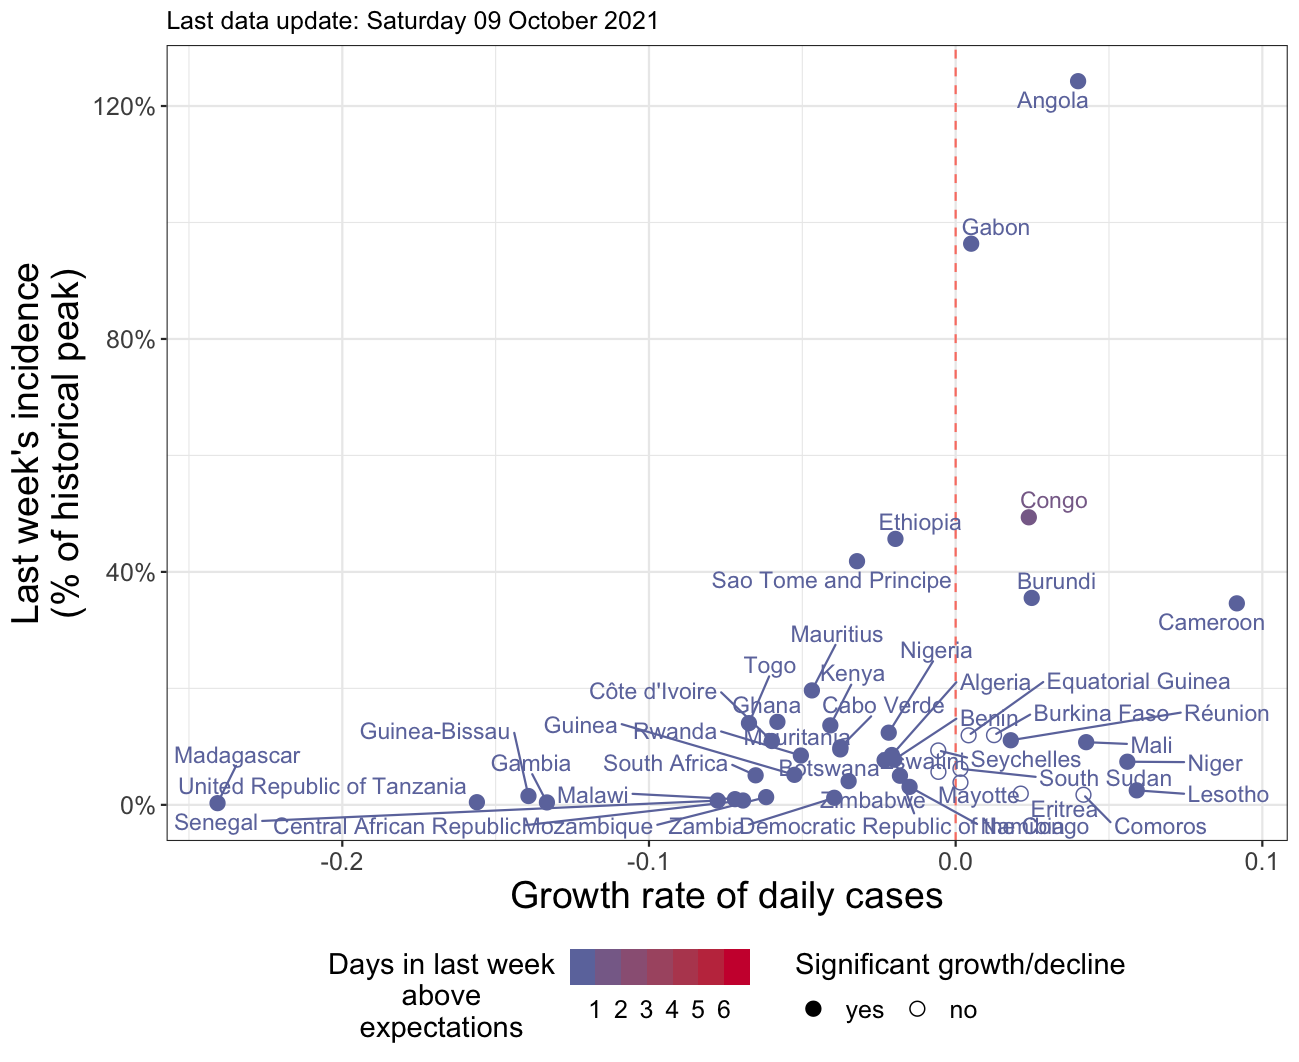 Last data update: Saturday 09 October 2021
Last week's incidence
(% of historical peak)
120%
80%
40%
0%
Angola
Gabon
Congo
Ethiopia
Sao Tome and Principe
Burundi
Cameroon
Mauritius
Nigeria
Togo
Kenya
Côte d'Ivoire
Algeria
Equatorial Guinea
Ghana
Cabo Verde
Benin
Burkina Faso
Réunion
Guinea-Bissau
Guinea
Rwanda
Mauritania
Mali
Madagascar
Gambia
South Africa
Botswana
Eswatini
Seychelles
Niger
United Republic of Tanzania
Malawi
Zimbabwe
Mayotte
South Sudan
Lesotho
Eritrea
Senegal
Central African Republic
Mozambique
Zambia
Democratic Republic of the Congo
Namibia
Comoros
-0.2
-0.1
0.0
0.1
Growth rate of daily cases
Days in last week
above
expectations
1 2 3 4 5 6
Significant growth/decline
yes
no